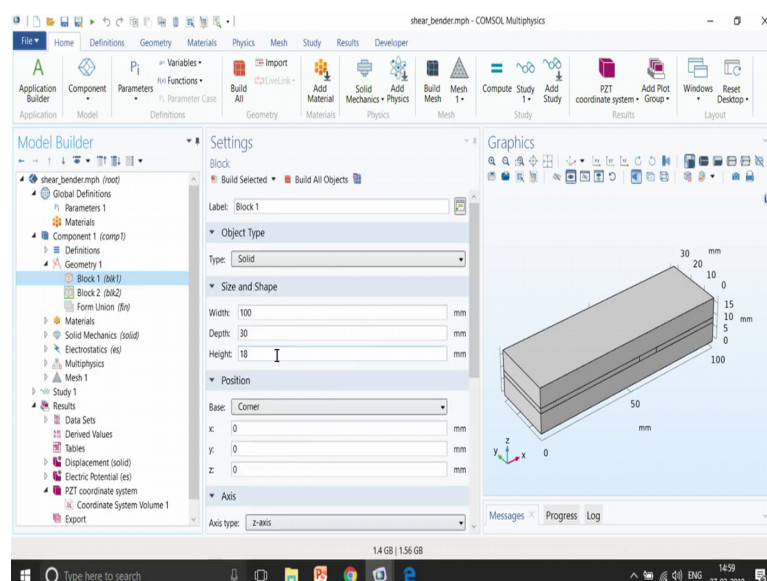 shear_bender.mph - COMSOL Multiphysics
File Home Definitions Geometry Materials Physics Mesh Study Results Developer
Application Builder
Component
Pi
Parameters
a= Variables
f(x) Functions
Pi Parameter Case
Build All
Import
LiveLink
Add Material
Solid Mechanics
Add Physics
Build Mesh
Mesh 1
Compute
Study 1
Add Study
PZT coordinate system
Add Plot Group
Windows
Reset Desktop
Application Model Definitions Geometry Materials Physics Mesh Study Results Layout
Model Builder
shear_bender.mph (root)
Global Definitions
Pi Parameters 1
Materials
Component 1 (comp1)
Definitions
Geometry 1
Block 1 (blk1)
Block 2 (blk2)
Form Union (fin)
Materials
Solid Mechanics (solid)
Electrostatics (es)
Multiphysics
Mesh 1
Study 1
Results
Data Sets
Derived Values
Tables
Displacement (solid)
Electric Potential (es)
PZT coordinate system
Coordinate System Volume 1
Export
Settings
Block
Build Selected Build All Objects
Label: Block 1
Object Type
Type: Solid
Size and Shape
Width: 100 mm
Depth: 30 mm
Height: 18 mm
Position
Base: Corner
x: 0 mm
y: 0 mm
z: 0 mm
Axis
Axis type: z-axis
Graphics
30 mm
20
10
0
15
10 mm
5
0
100
50
mm
0
z
y x
Messages Progress Log
1.4 GB | 1.56 GB
Type here to search
ENG
14:59